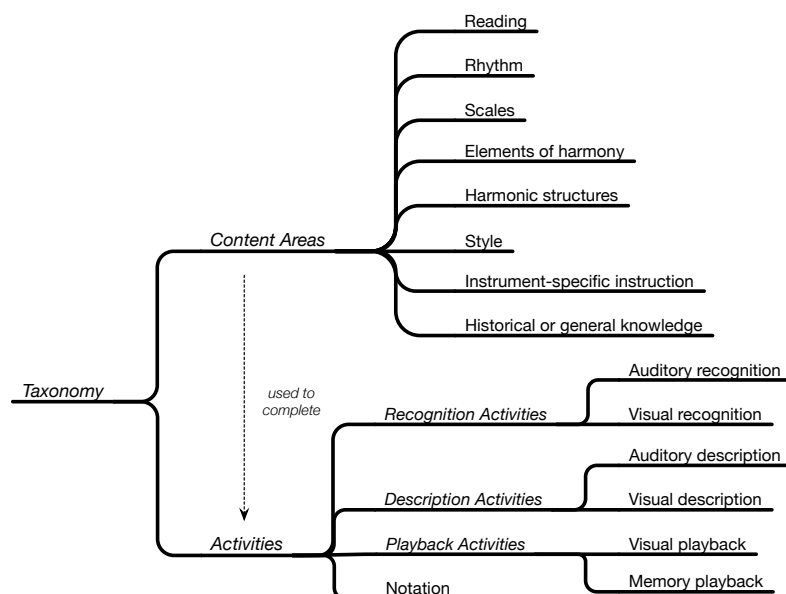 Reading
Rhythm
Scales
Elements of harmony
Harmonic structures
Content Areas
Style
Instrument-specific instruction
Historical or general knowledge
Taxonomy
used to
complete
Auditory recognition
Recognition Activities
Visual recognition
Auditory description
Description Activities
Visual description
Activities
Playback Activities
Visual playback
Notation
Memory playback